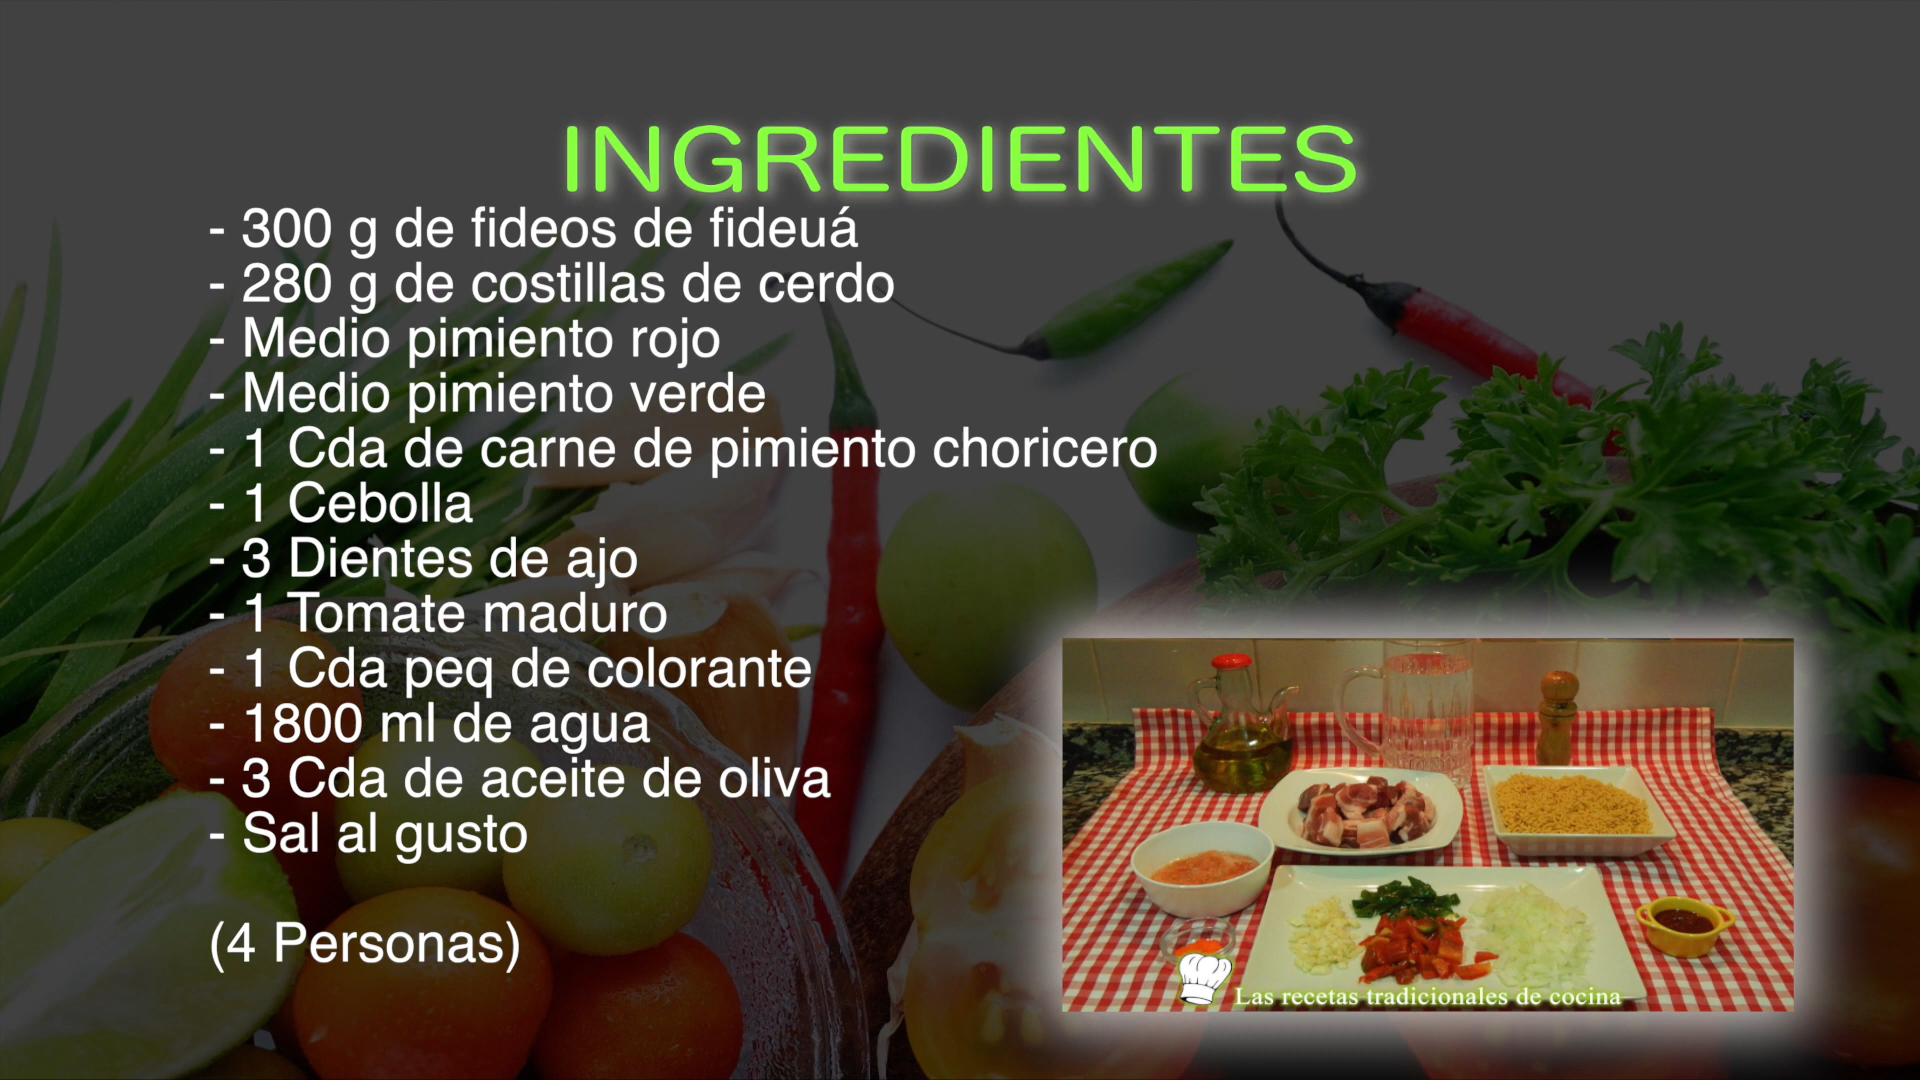 INGREDIENTES
- 300 g de fideos de fideuá
- 280 g de costillas de cerdo
- Medio pimiento rojo
- Medio pimiento verde
- 1 Cda de carne de pimiento choricero
- 1 Cebolla
- 3 Dientes de ajo
- 1 Tomate maduro
- 1 Cda peq de colorante
- 1800 ml de agua
- 3 Cda de aceite de oliva
- Sal al gusto
(4 Personas)
Las recetas tradicionales de cocina